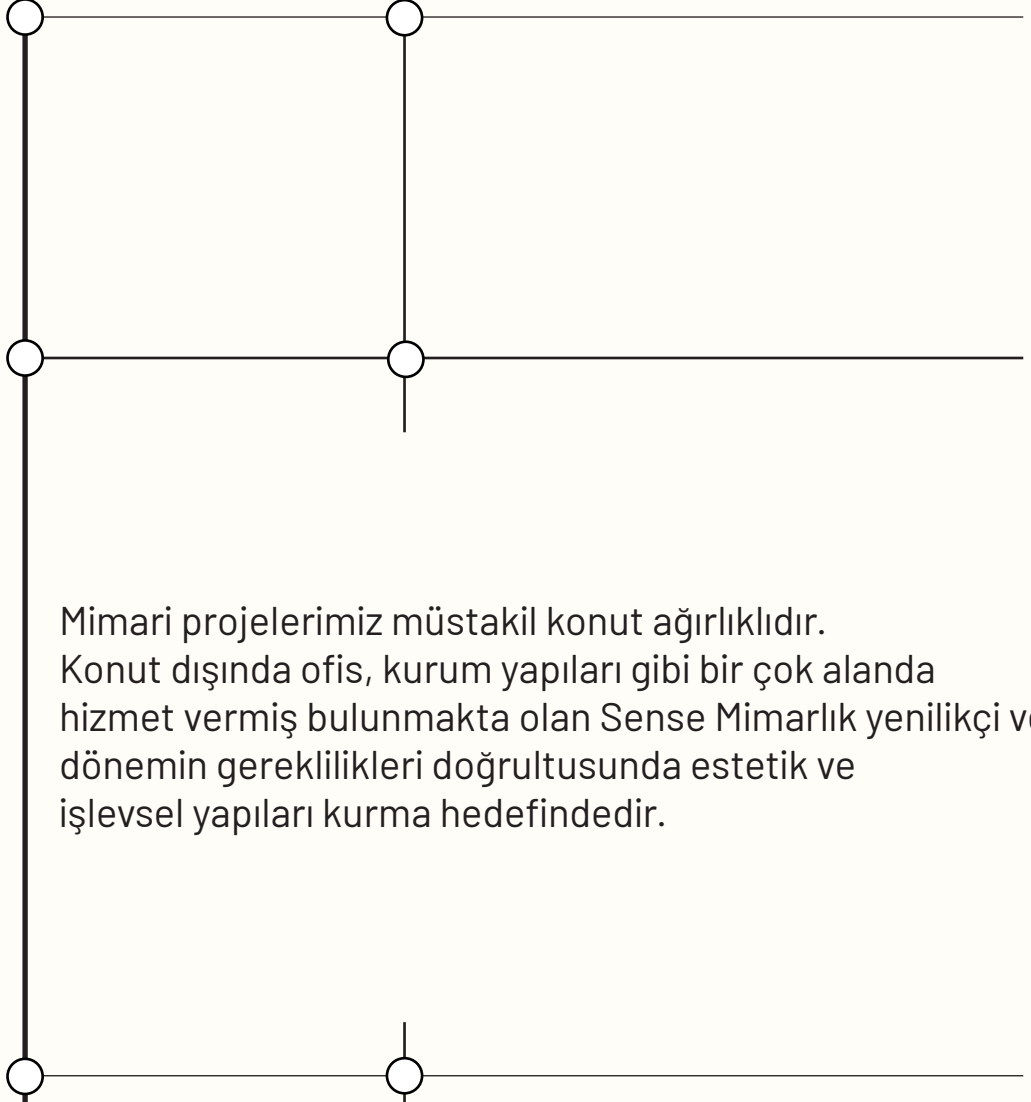 Mimari projelerimiz müstakil konut ağırlıklıdır.
Konut dışında ofis, kurum yapıları gibi bir çok alanda
hizmet vermiş bulunmakta olan Sense Mimarlık yenilikçi ve
dönemin gereklilikleri doğrultusunda estetik ve
işlevsel yapıları kurma hedefindedir.